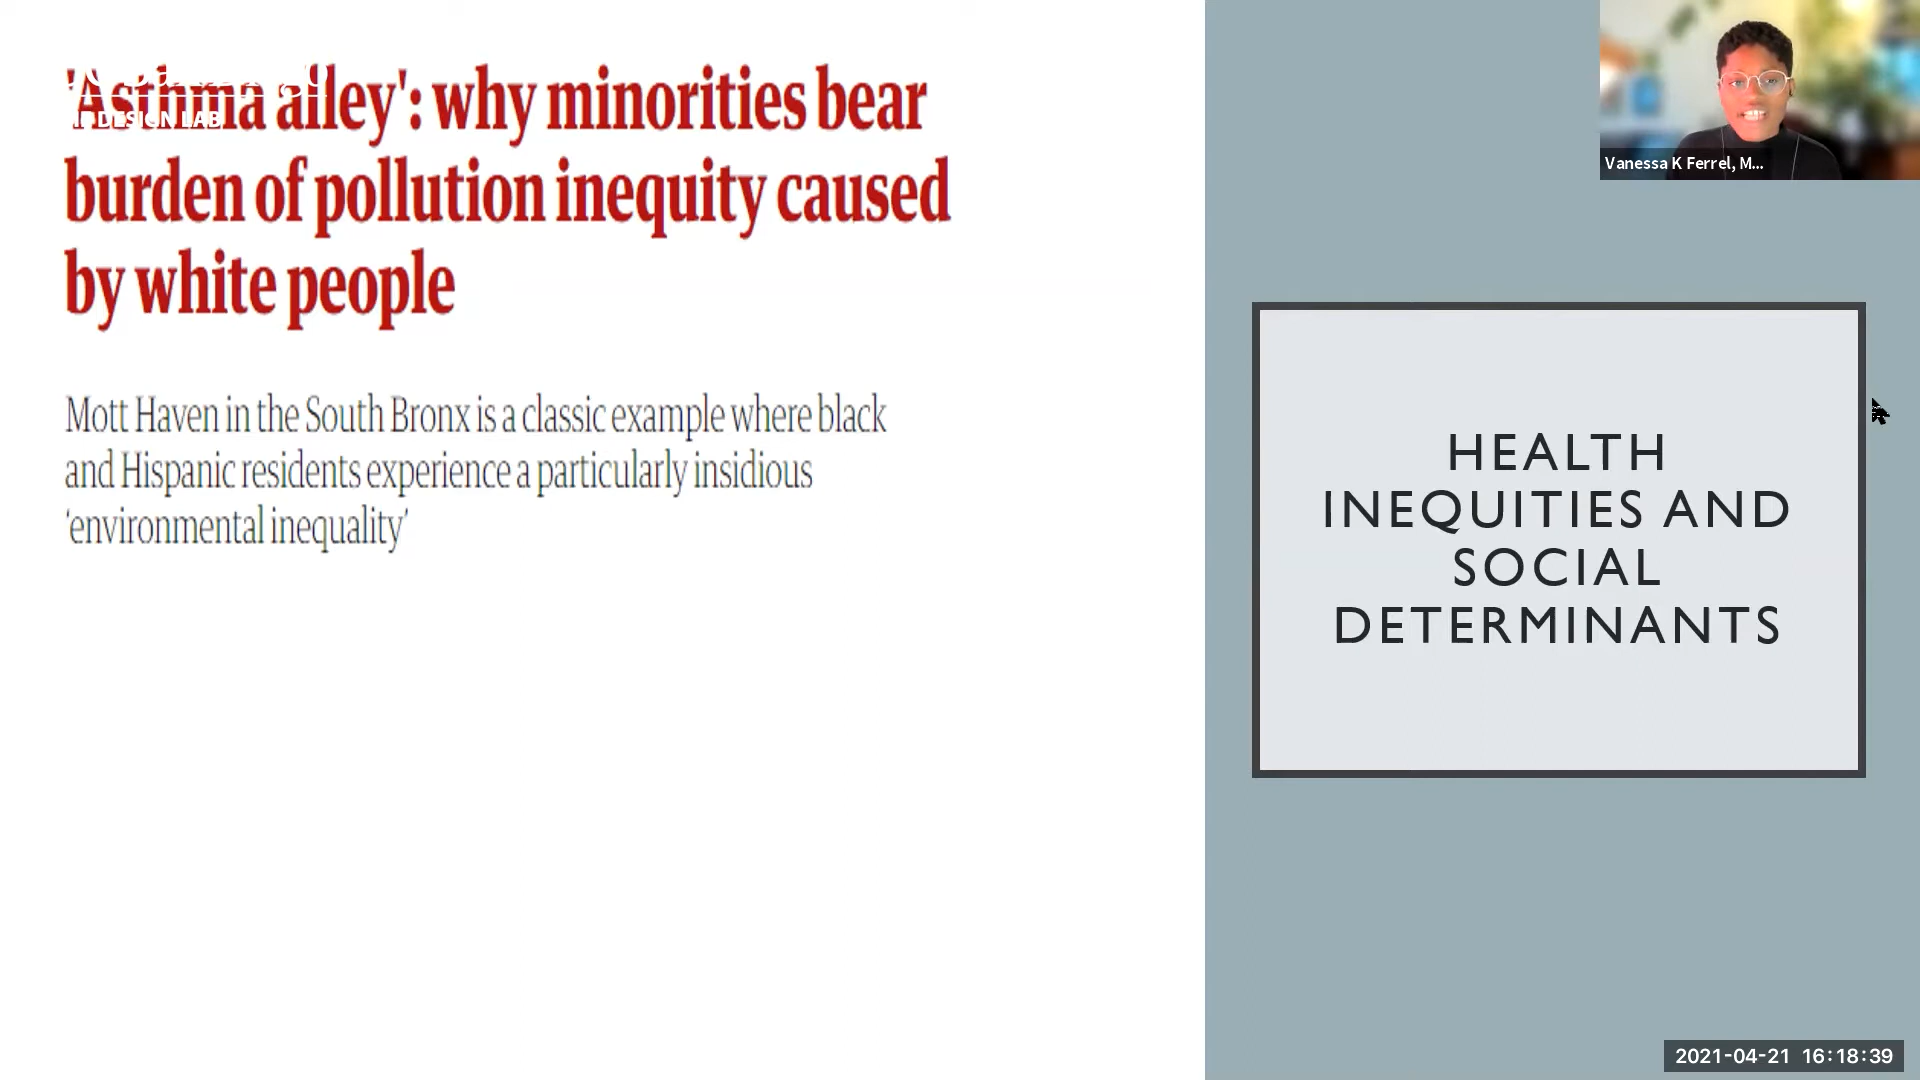 'Asthma alley': why minorities bear
burden of pollution inequity caused
by white people
DESIGN LAB
Mott Haven in the South Bronx is a classic example where black
and Hispanic residents experience a particularly insidious
'environmental inequality'
Vanessa K Ferrel, M...
HEALTH
INEQUITIES AND
SOCIAL
DETERMINANTS
2021-04-21 16:18:39